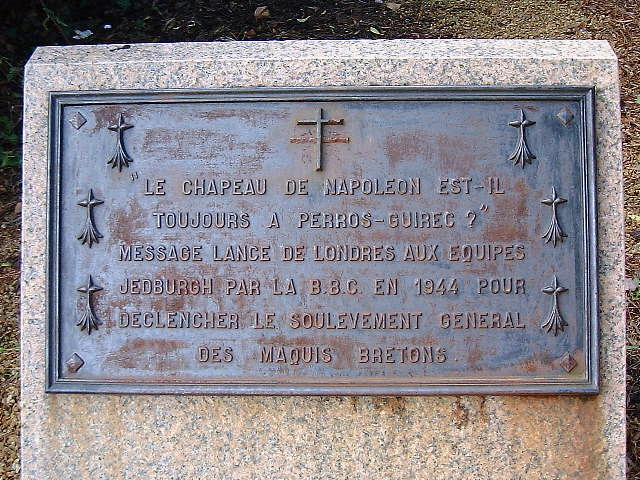 "LE CHAPEAU DE NAPOLEON EST-IL
TOUJOURS A PERROS-GUIREC ?"
MESSAGE LANCE DE LONDRES AUX EQUIPES
JEDBURGH PAR LA B.B.C. EN 1944 POUR
DECLENCHER LE SOULEVEMENT GENERAL
DES MAQUIS BRETONS.